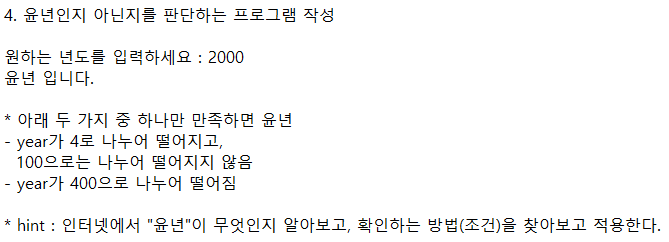 4. 윤년인지 아닌지를 판단하는 프로그램 작성
원하는 년도를 입력하세요 : 2000
윤년 입니다.
* 아래 두 가지 중 하나만 만족하면 윤년
- year가 4로 나누어 떨어지고,
100으로는 나누어 떨어지지 않음
- year가 400으로 나누어 떨어짐
* hint : 인터넷에서 "윤년"이 무엇인지 알아보고, 확인하는 방법(조건)을 찾아보고 적용한다.